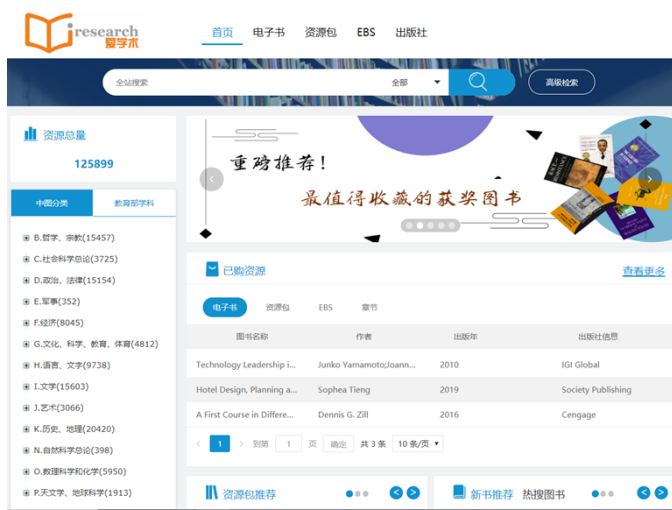 iresearch
爱学术
首页 电子书 资源包 EBS 出版社
全站搜索 全部 高级检索
资源总量
125899
中图分类 教育部学科
B.哲学、宗教(15457)
C.社会科学总论(3725)
D.政治、法律(15154)
E.军事(352)
F.经济(8045)
G.文化、科学、教育、体育(4812)
H.语言、文字(9738)
I.文学(15603)
J.艺术(3066)
K.历史、地理(20420)
N.自然科学总论(398)
O.数理科学和化学(5950)
P.天文学、地球科学(1913)
重磅推荐!
最值得收藏的获奖图书
已购资源 查看更多
电子书 资源包 EBS 章节
图书名称 作者 出版年 出版社信息
Technology Leadership i... Junko Yamamoto;Joann... 2010 IGI Global
Hotel Design, Planning a... Sophea Tieng 2019 Society Publishing
A First Course in Differe... Dennis G. Zill 2016 Cengage
< 1 > 到第 1 页 确定 共 3 条 10 条/页
资源包推荐
新书推荐 热搜图书